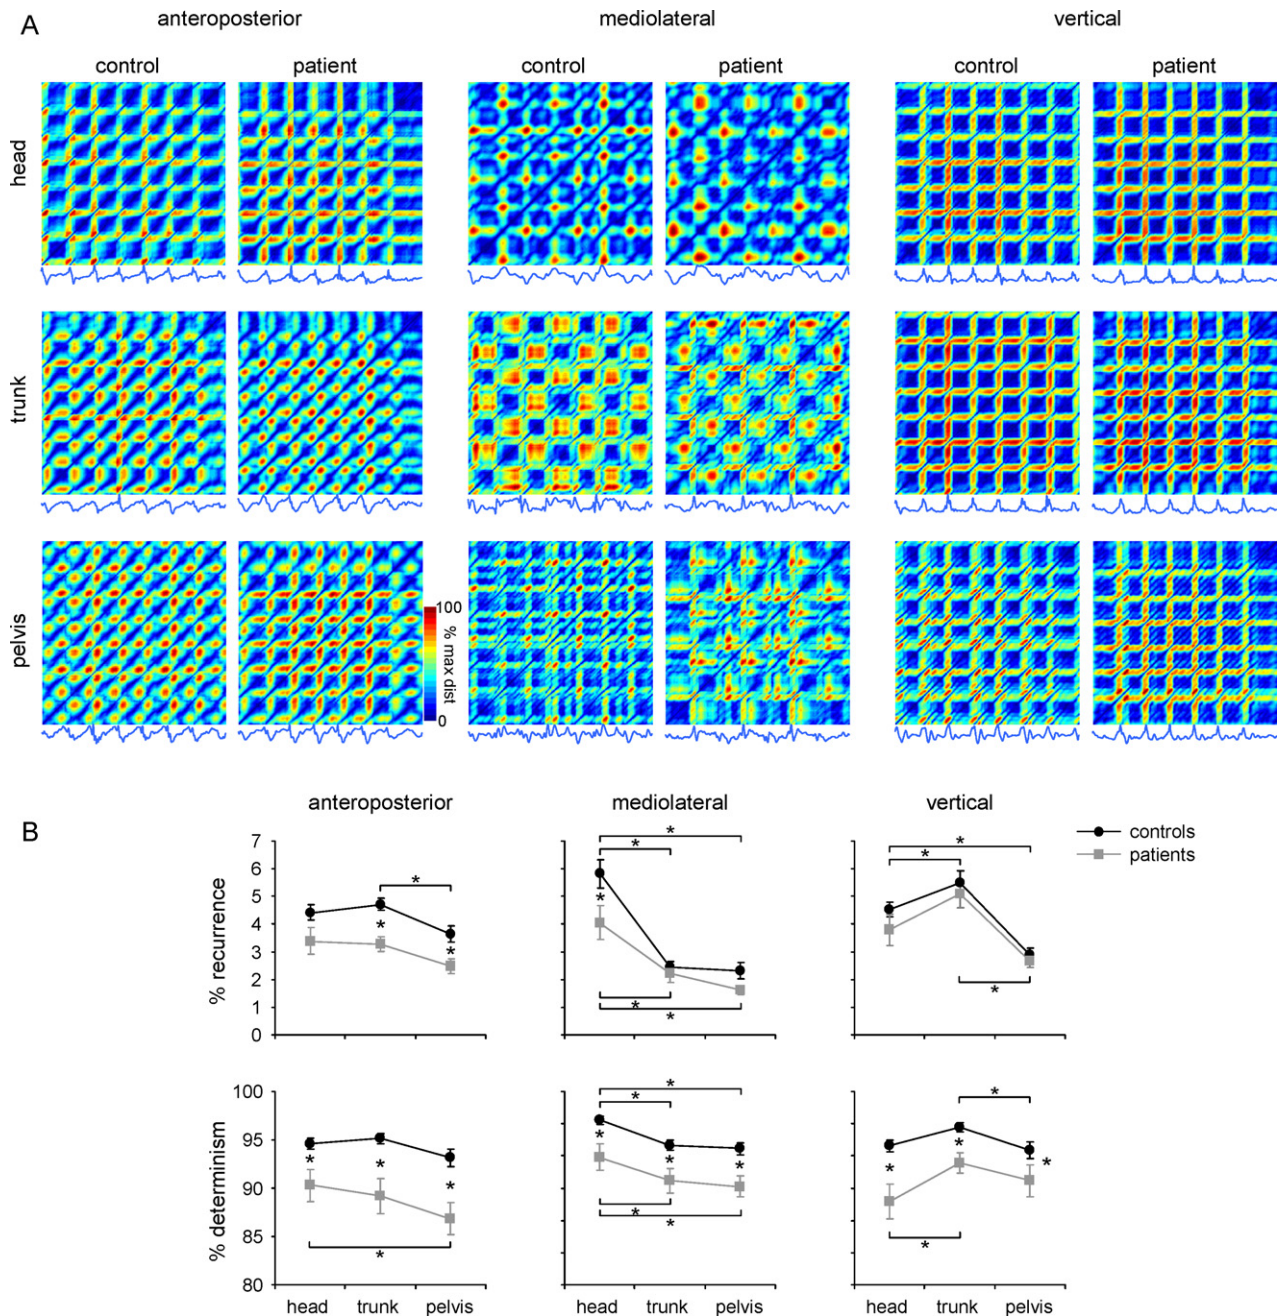 A
anteroposterior mediolateral vertical
control patient control patient control patient
head
trunk
pelvis
100
% max dist
0
B
anteroposterior mediolateral vertical
controls
patients
% recurrence
7
6
5
4
3
2
1
0
* * * * * * * * * * * *
% determinism
100
95
90
85
80
* * * * * * * * * * * * * * * *
head trunk pelvis head trunk pelvis head trunk pelvis